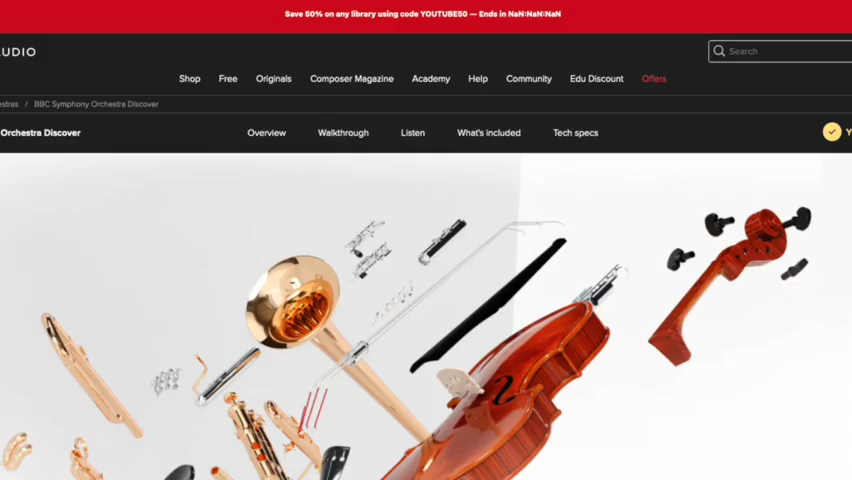 Save 50% on any library using code YOUTUBE50 — Ends in NaN:NaN:NaN
UDIO
Search
Shop Free Originals Composer Magazine Academy Help Community Edu Discount Offers
estras / BBC Symphony Orchestra Discover
Orchestra Discover Overview Walkthrough Listen What's included Tech specs Y